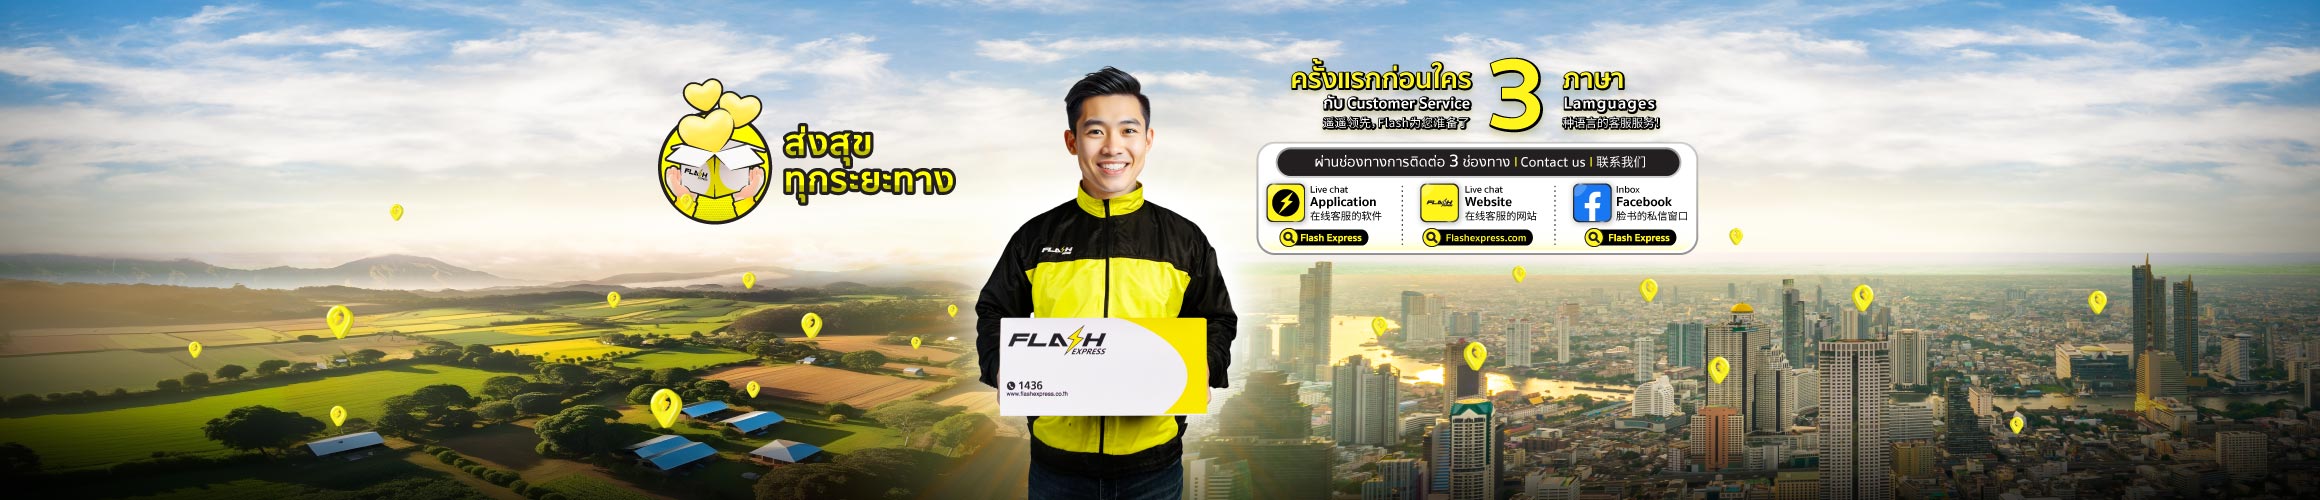 ส่งสุข
ทุกระยะทาง
FLASH
EXPRESS
FLASH
FLASH
EXPRESS
1436
www.flashexpress.co.th
ครั้งแรกก่อนใคร 3 ภาษา
กับ Customer Service Lamguages
遥遥领先, Flash为您准备了 种语言的客服服务!
ผ่านช่องทางการติดต่อ 3 ช่องทาง | Contact us | 联系我们
Live chat
Application
在线客服的软件
Flash Express
Live chat
Website
在线客服的网站
Flashexpress.com
Inbox
Facebook
脸书的私信窗口
Flash Express